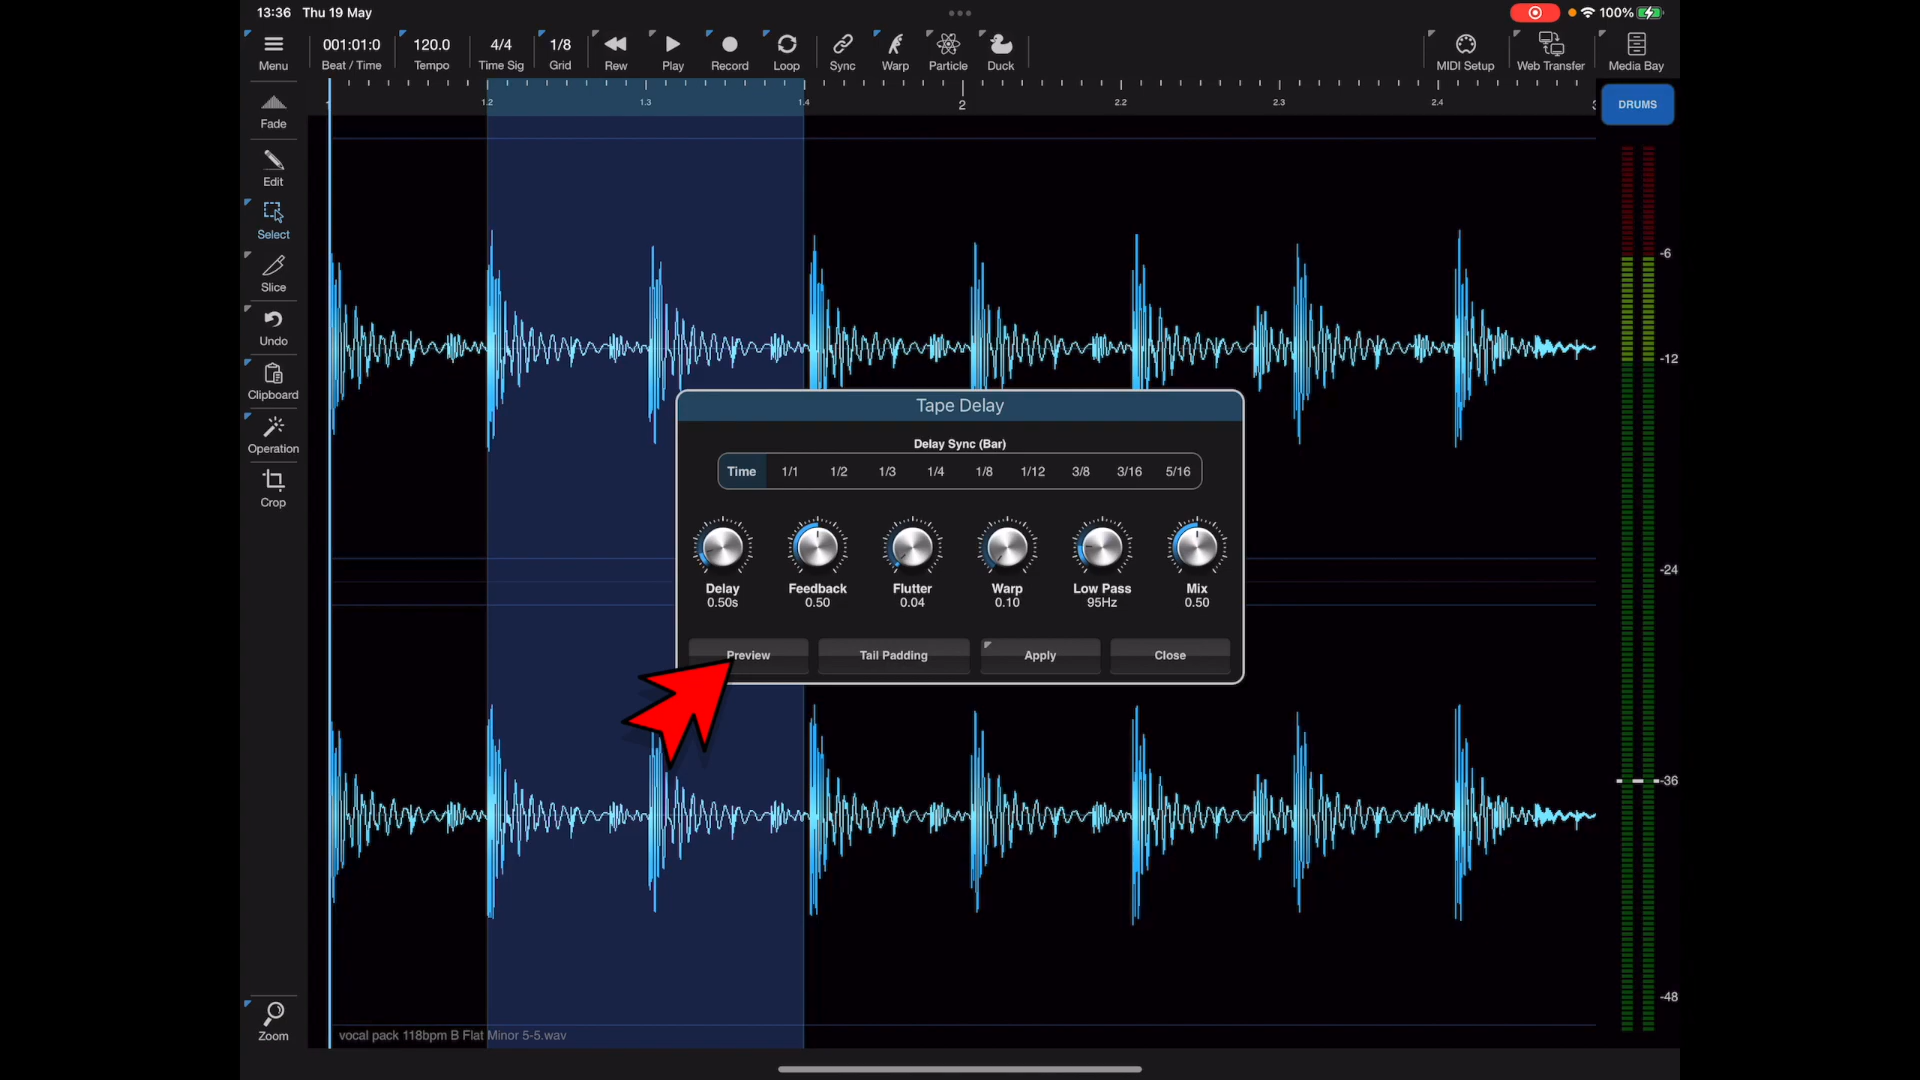 13:36 Thu 19 May
100%
Menu
001:01:0
Beat / Time
120.0
Tempo
4/4
Time Sig
1/8
Grid
Rew
Play
Record
Loop
Sync
Warp
Particle
Duck
MIDI Setup
Web Transfer
Media Bay
1.2 1.3 1.4 2 2.2 2.3 2.4
DRUMS
Fade
Edit
Select
Slice
Undo
Clipboard
Operation
Crop
Zoom
-6
-12
-24
-36
-48
Tape Delay
Delay Sync (Bar)
Time 1/1 1/2 1/3 1/4 1/8 1/12 3/8 3/16 5/16
Delay Feedback Flutter Warp Low Pass Mix
0.50s 0.50 0.04 0.10 95Hz 0.50
Preview Tail Padding Apply Close
vocal pack 118bpm B Flat Minor 5-5.wav